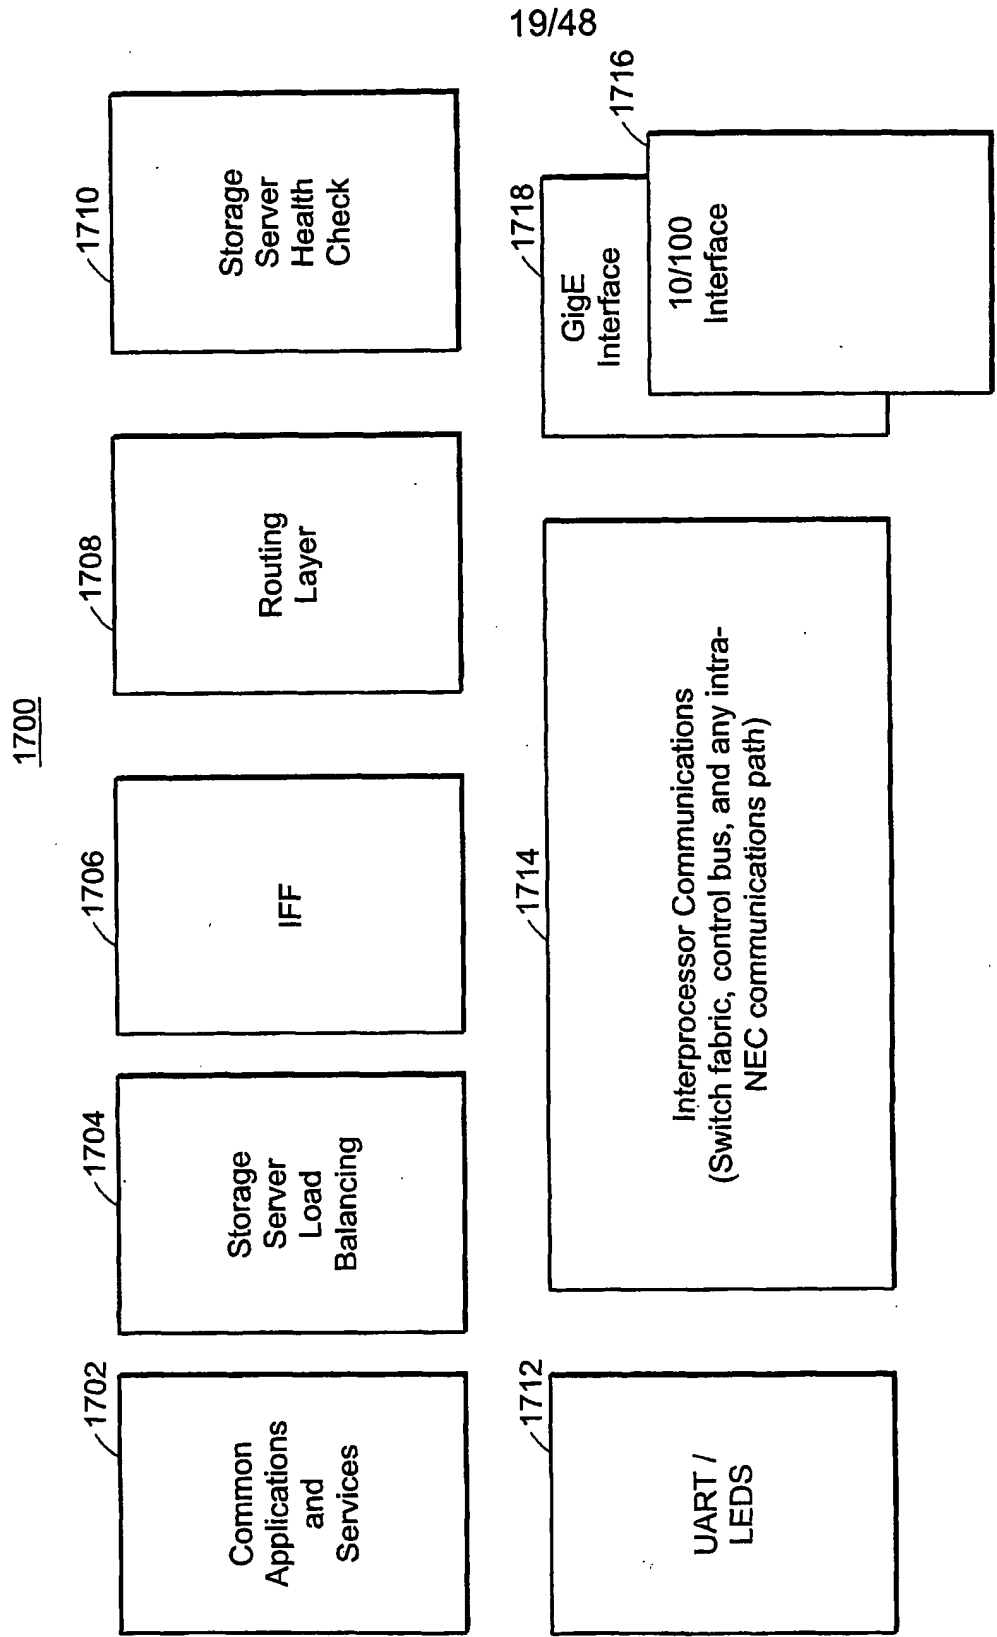 19/48
1700
1702
Common
Applications
and
Services
1704
Storage
Server
Load
Balancing
1706
IFF
1708
Routing
Layer
1710
Storage
Server
Health
Check
1712
UART /
LEDS
1714
Interprocessor Communications
(Switch fabric, control bus, and any intra-
NEC communications path)
1718
GigE
Interface
1716
10/100
Interface